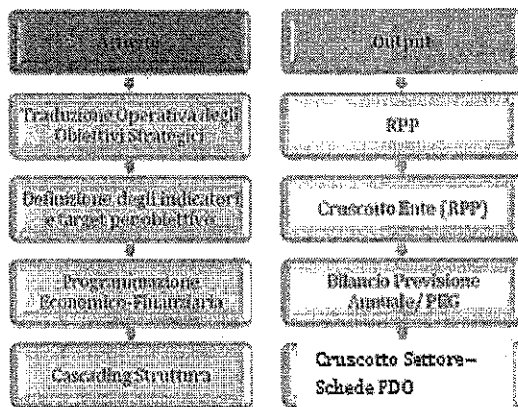 Attività
Output
Traduzione Operativa degli
Obiettivi Strategici
RPP
Definizione degli indicatori
e target per obiettivo
Cruscotto Ente (RPP)
Programmazione
Economico-Finanziaria
Bilancio Previsione
Annuale/ PEG
Cascading Struttura
Cruscotto Settore–
Schede PDO